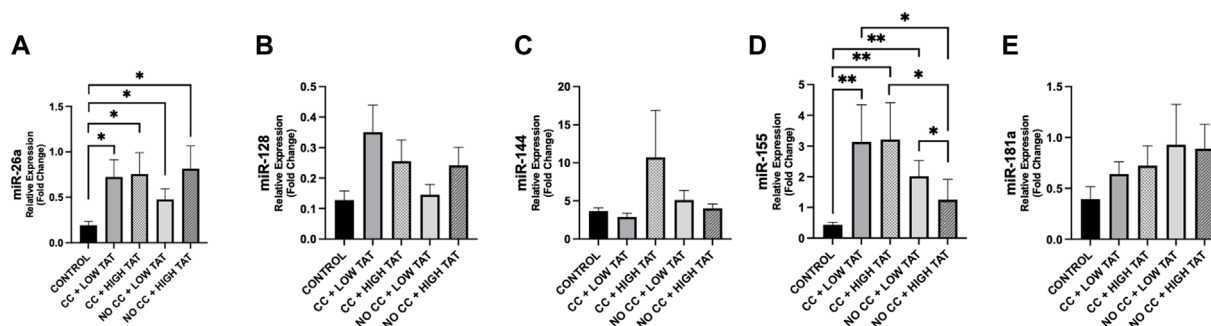 A
miR-26a
Relative Expression
(Fold Change)
1.5
1.0
0.5
0.0
*
*
*
*
CONTROL
CC + LOW TAT
CC + HIGH TAT
NO CC + LOW TAT
NO CC + HIGH TAT
B
miR-128
Relative Expression
(Fold Change)
0.5
0.4
0.3
0.2
0.1
0.0
CONTROL
CC + LOW TAT
CC + HIGH TAT
NO CC + LOW TAT
NO CC + HIGH TAT
C
miR-144
Relative Expression
(Fold Change)
20
15
10
5
0
CONTROL
CC + LOW TAT
CC + HIGH TAT
NO CC + LOW TAT
NO CC + HIGH TAT
D
miR-155
Relative Expression
(Fold Change)
5
4
3
2
1
0
*
**
**
*
**
*
CONTROL
CC + LOW TAT
CC + HIGH TAT
NO CC + LOW TAT
NO CC + HIGH TAT
E
miR-181a
Relative Expression
(Fold Change)
1.5
1.0
0.5
0.0
CONTROL
CC + LOW TAT
CC + HIGH TAT
NO CC + LOW TAT
NO CC + HIGH TAT